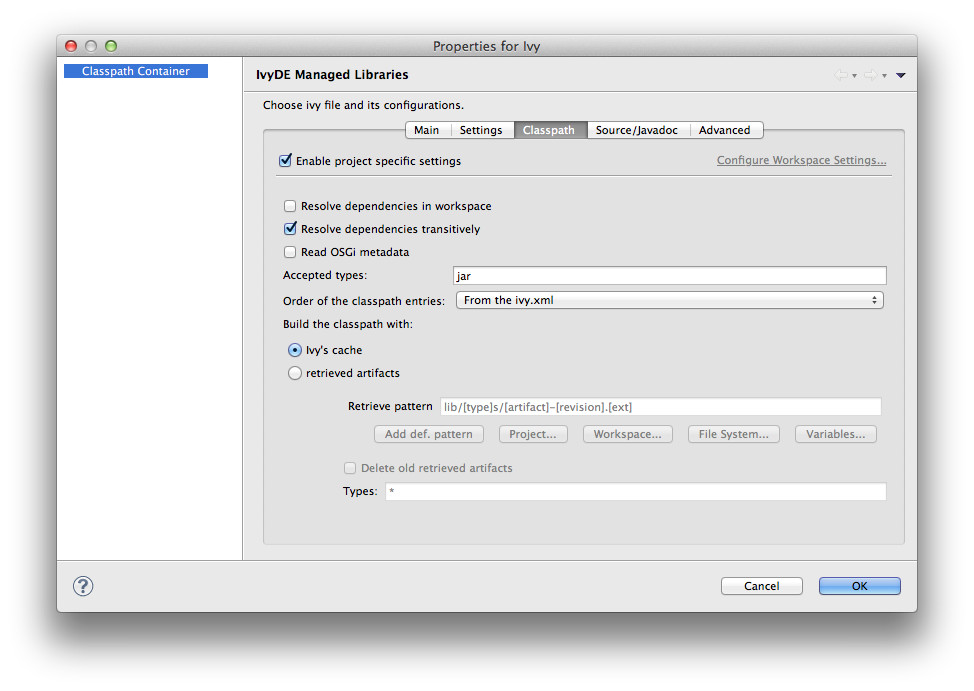 Properties for Ivy
Classpath Container
IvyDE Managed Libraries
Choose ivy file and its configurations.
Main Settings Classpath Source/Javadoc Advanced
Enable project specific settings Configure Workspace Settings...
Resolve dependencies in workspace
Resolve dependencies transitively
Read OSGi metadata
Accepted types: jar
Order of the classpath entries: From the ivy.xml
Build the classpath with:
Ivy's cache
retrieved artifacts
Retrieve pattern lib/[type]s/[artifact]-[revision].[ext]
Add def. pattern Project... Workspace... File System... Variables...
Delete old retrieved artifacts
Types: *
? Cancel OK